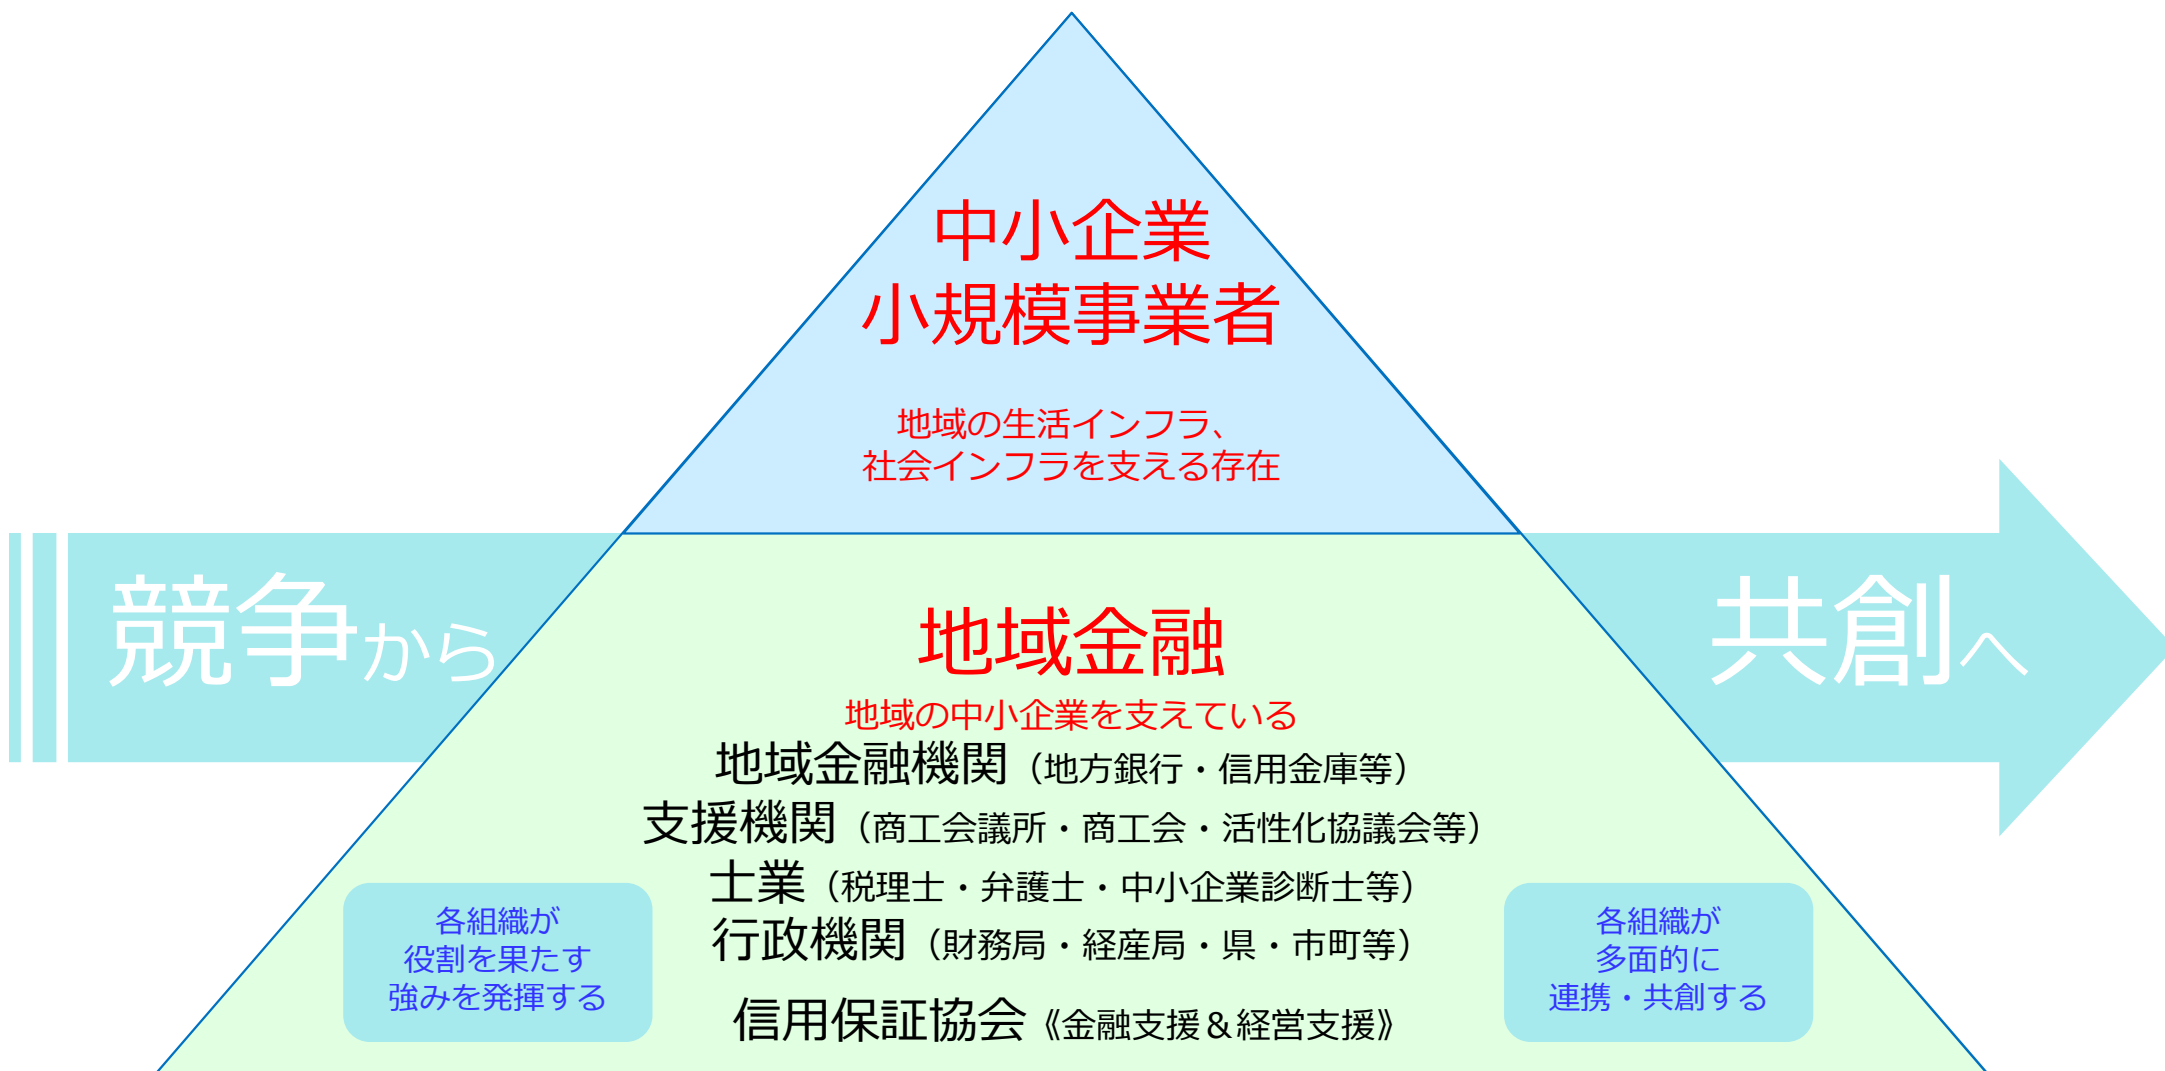 中小企業
小規模事業者
地域の生活インフラ、
社会インフラを支える存在
競争から
共創へ
地域金融
地域の中小企業を支えている
地域金融機関（地方銀行・信用金庫等）
支援機関（商工会議所・商工会・活性化協議会等）
士業（税理士・弁護士・中小企業診断士等）
行政機関（財務局・経産局・県・市町等）
信用保証協会《金融支援＆経営支援》
各組織が
役割を果たす
強みを発揮する
各組織が
多面的に
連携・共創する